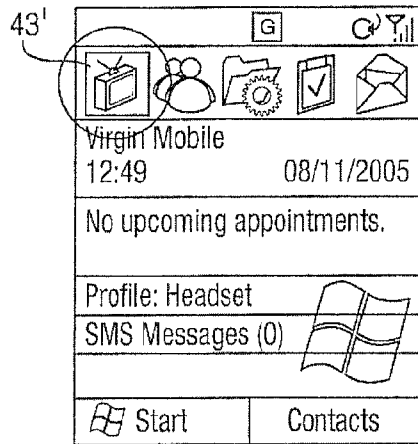 43'
G
Virgin Mobile
12:49 08/11/2005
No upcoming appointments.
Profile: Headset
SMS Messages (0)
Start Contacts